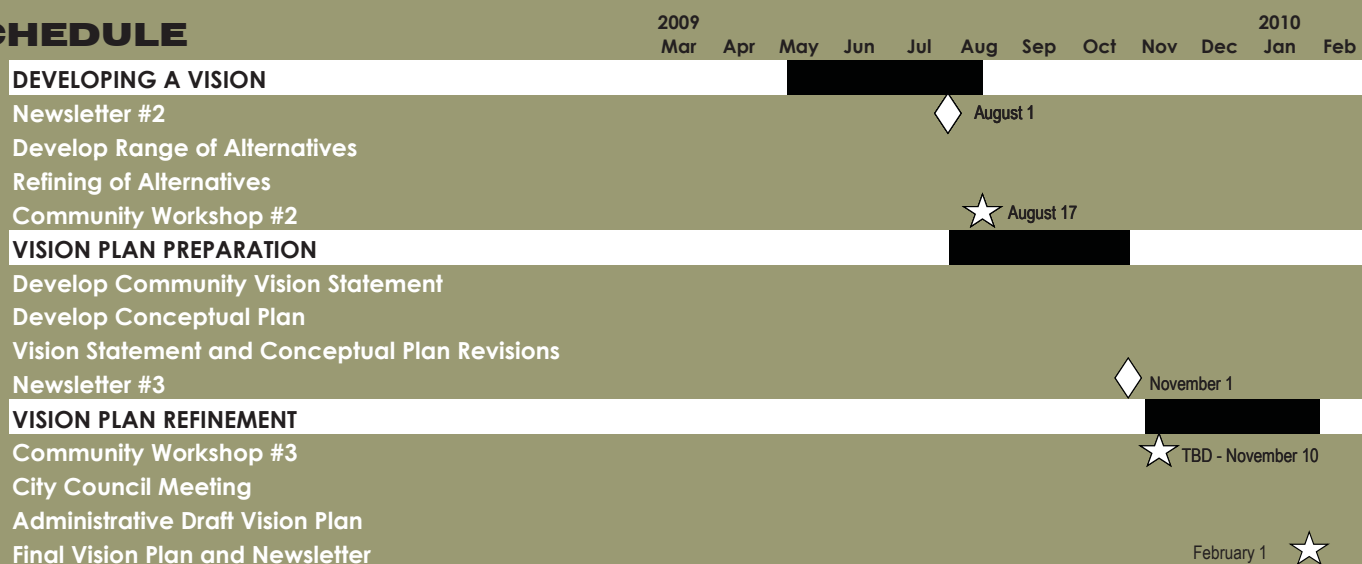 CHEDULE
2009 2010
Mar Apr May Jun Jul Aug Sep Oct Nov Dec Jan Feb
DEVELOPING A VISION
Newsletter #2 August 1
Develop Range of Alternatives
Refining of Alternatives
Community Workshop #2 August 17
VISION PLAN PREPARATION
Develop Community Vision Statement
Develop Conceptual Plan
Vision Statement and Conceptual Plan Revisions
Newsletter #3 November 1
VISION PLAN REFINEMENT
Community Workshop #3 TBD - November 10
City Council Meeting
Administrative Draft Vision Plan
Final Vision Plan and Newsletter February 1